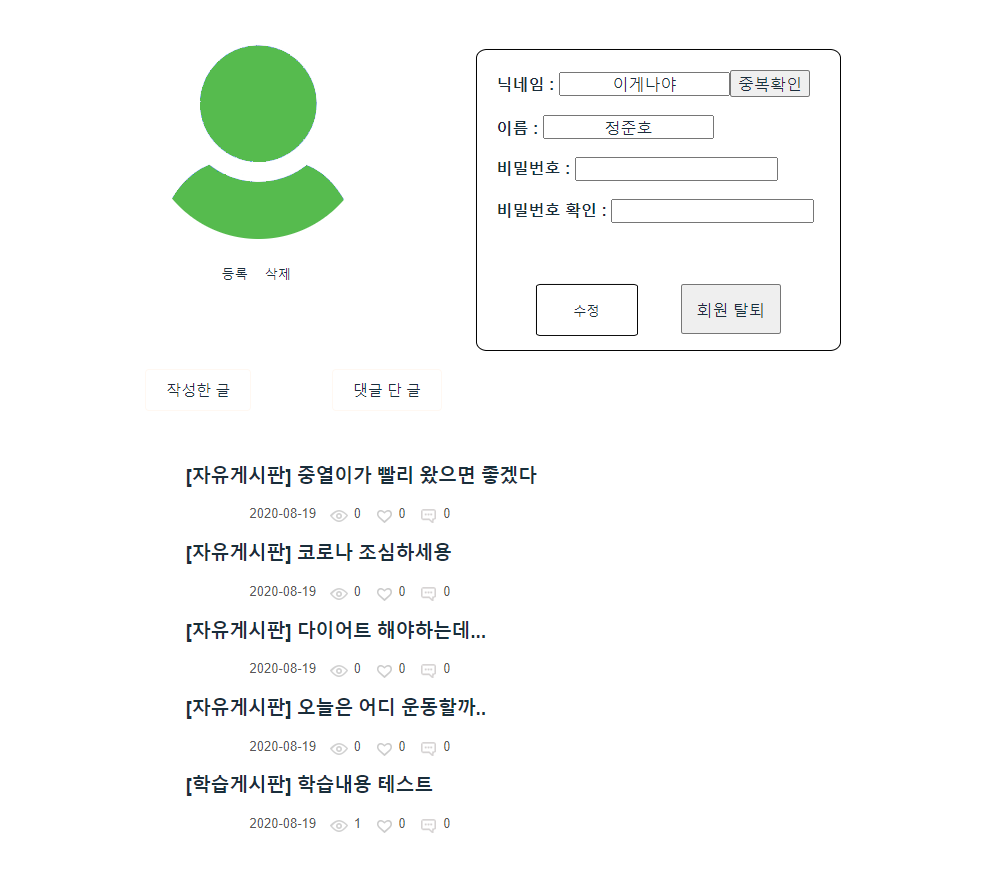 닉네임 : 이게나야 중복확인
이름 : 정준호
비밀번호 :
비밀번호 확인 :
등록 삭제
수정 회원 탈퇴
작성한 글 댓글 단 글
[자유게시판] 중열이가 빨리 왔으면 좋겠다
2020-08-19 0 0 0
[자유게시판] 코로나 조심하세용
2020-08-19 0 0 0
[자유게시판] 다이어트 해야하는데...
2020-08-19 0 0 0
[자유게시판] 오늘은 어디 운동할까..
2020-08-19 0 0 0
[학습게시판] 학습내용 테스트
2020-08-19 1 0 0